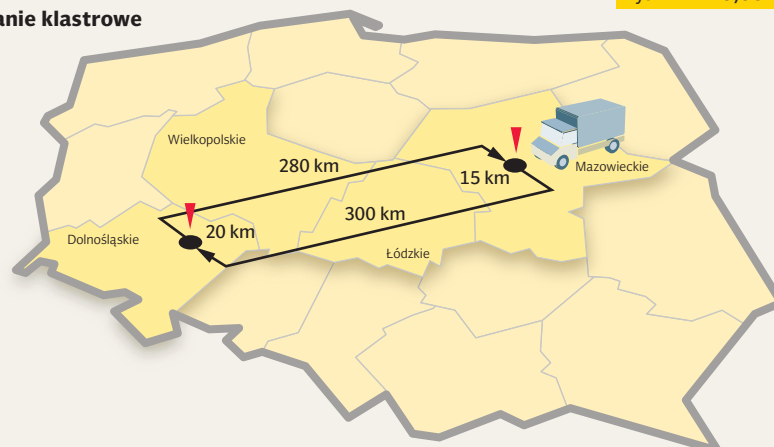 anie klastrowe
Wielkopolskie
280 km
15 km
Mazowieckie
300 km
20 km
Dolnośląskie
Łódzkie